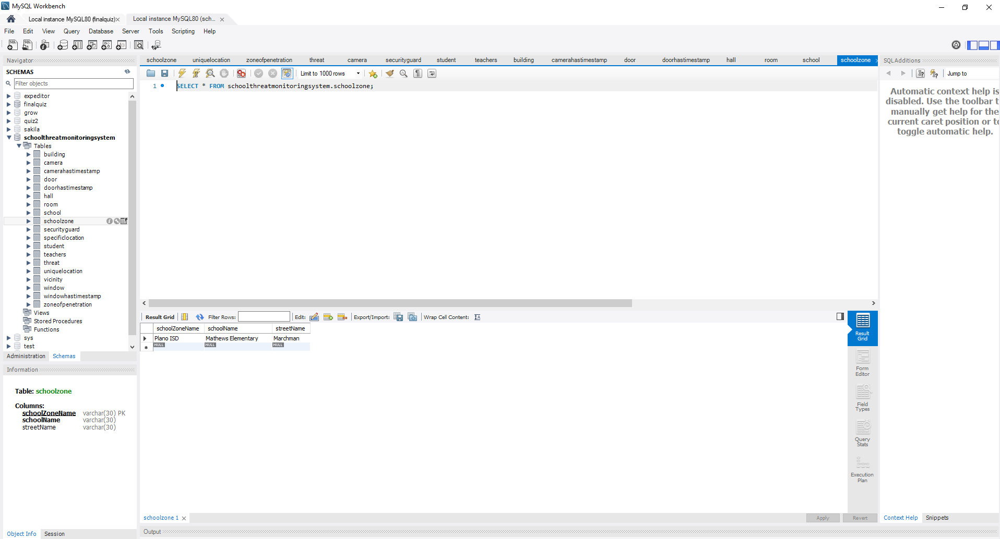 MySQL Workbench
Local instance MySQL80 (finalquiz)
Local instance MySQL80 (sch...
File Edit View Query Database Server Tools Scripting Help
Navigator
SCHEMAS
Filter objects
expeditor
finalquiz
grow
quiz2
sakila
schoolthreatmonitoringsystem
Tables
building
camera
camerahastimestamp
door
doorhastimestamp
hall
room
school
schoolzone
securityguard
specificlocation
student
teachers
threat
uniquelocation
vicinity
window
windowhastimestamp
zoneofpenetration
Views
Stored Procedures
Functions
sys
test
Administration Schemas
Information
Table: schoolzone
Columns:
schoolZoneName varchar(30) PK
schoolName varchar(30)
streetName varchar(30)
Object Info Session
schoolzone uniquelocation zoneofpenetration threat camera securityguard student teachers building camerahastimestamp door doorhastimestamp hall room school schoolzone
Limit to 1000 rows
1 SELECT * FROM schoolthreatmonitoringsystem.schoolzone;
Result Grid Filter Rows: Edit: Export/Import: Wrap Cell Content:
schoolZoneName schoolName streetName
Plano ISD Mathews Elementary Marchman
NULL NULL NULL
Result
Grid
Form
Editor
Field
Types
Query
Stats
Execution
Plan
schoolzone 1
Apply Revert
Output
SQLAdditions
Jump to
Automatic context help is
disabled. Use the toolbar t
manually get help for the
current caret position or to
toggle automatic help.
Context Help Snippets